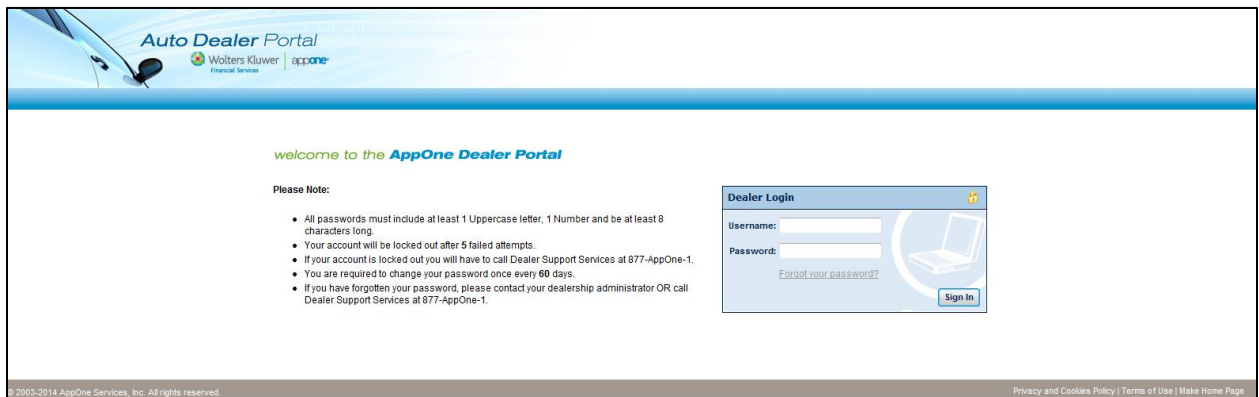 Auto Dealer Portal
Wolters Kluwer | appone
Financial Services
welcome to the AppOne Dealer Portal
Please Note:
All passwords must include at least 1 Uppercase letter, 1 Number and be at least 8
characters long.
Your account will be locked out after 5 failed attempts.
If your account is locked out you will have to call Dealer Support Services at 877-AppOne-1.
You are required to change your password once every 60 days.
If you have forgotten your password, please contact your dealership administrator OR call
Dealer Support Services at 877-AppOne-1.
Dealer Login
Username:
Password:
Forgot your password?
Sign In
© 2003-2014 AppOne Services, Inc. All rights reserved.
Privacy and Cookies Policy | Terms of Use | Make Home Page